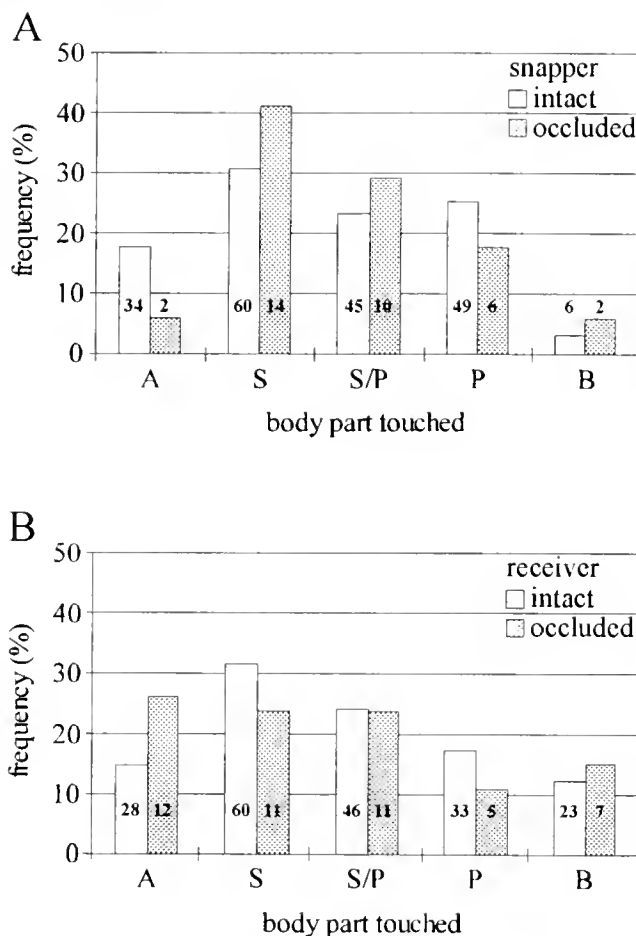 A
snapper
intact
occluded
frequency (%)
50
40
30
20
10
0
34 2 60 14 45 10 49 6 6 2
A S S/P P B
body part touched
B
receiver
intact
occluded
frequency (%)
50
40
30
20
10
0
28 12 60 11 46 11 33 5 23 7
A S S/P P B
body part touched